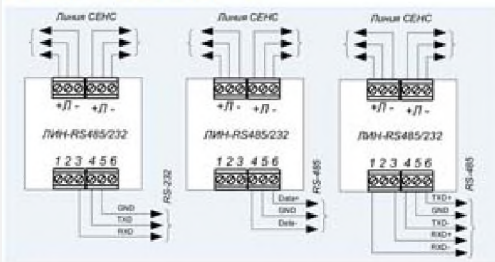 Линия СЕНС
+Л - +Л -
ЛИН-RS485/232
1 2 3 4 5 6
GND
TXD
RXD
RS-232
Линия СЕНС
+Л - +Л -
ЛИН-RS485/232
1 2 3 4 5 6
Data+
GND
Data-
RS-485
Линия СЕНС
+Л - +Л -
ЛИН-RS485/232
1 2 3 4 5 6
TXD+
GND
TXD-
RXD+
RXD-
RS-485